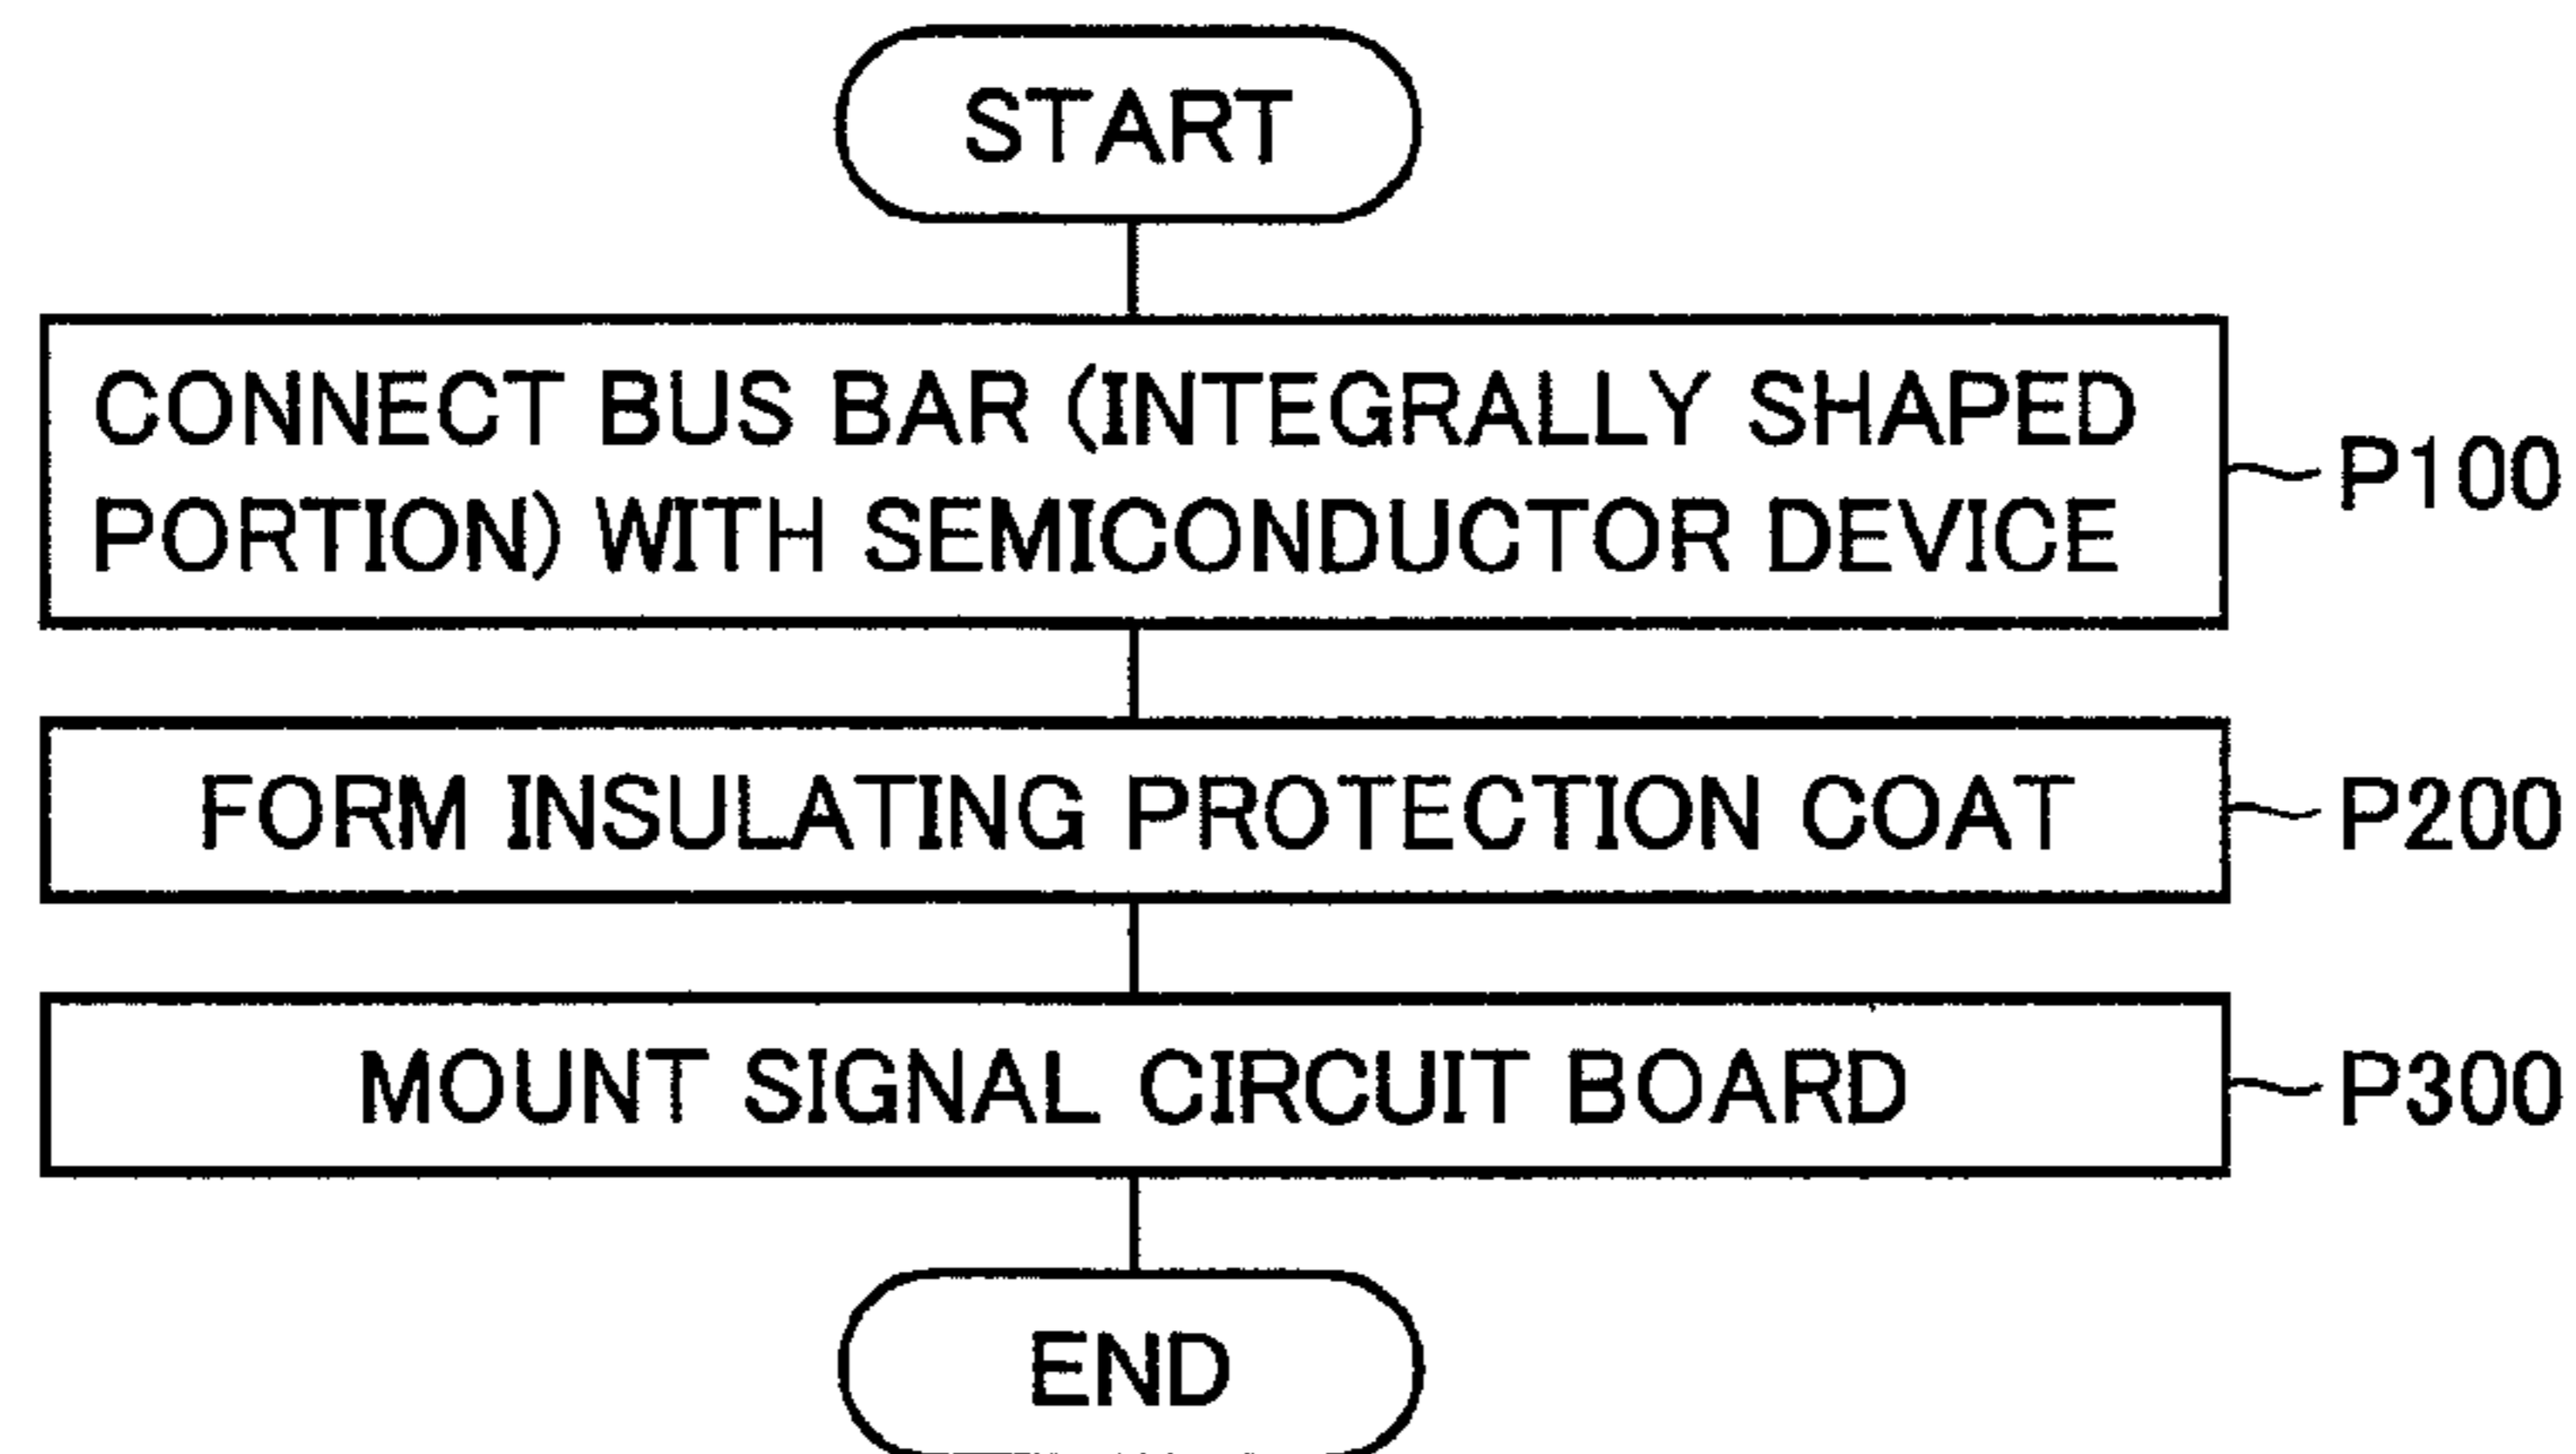 START
CONNECT BUS BAR (INTEGRALLY SHAPED
PORTION) WITH SEMICONDUCTOR DEVICE
P100
FORM INSULATING PROTECTION COAT
P200
MOUNT SIGNAL CIRCUIT BOARD
P300
END